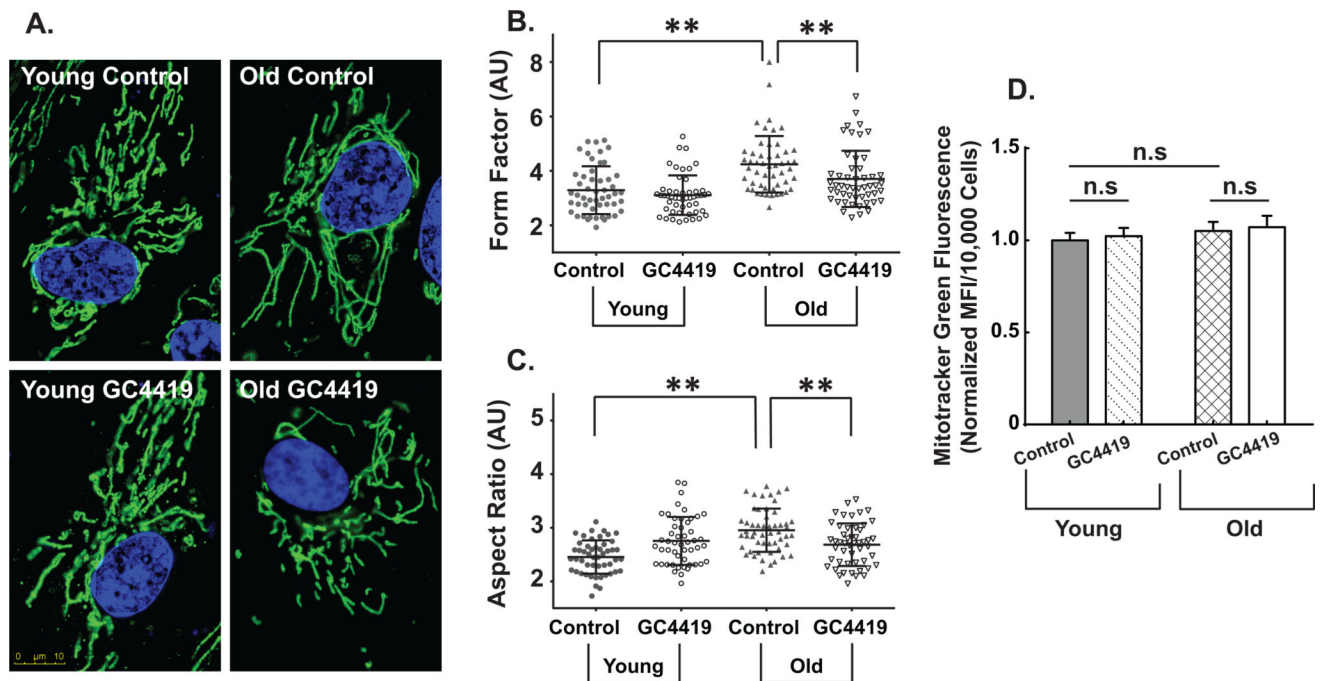 A.
Young Control
Old Control
Young GC4419
Old GC4419
0 µm 10
B.
**
**
Form Factor (AU)
8
6
4
2
Control
GC4419
Control
GC4419
Young
Old
C.
**
**
Aspect Ratio (AU)
5
4
3
2
Control
GC4419
Control
GC4419
Young
Old
D.
Mitotracker Green Fluorescence
(Normalized MFI/10,000 Cells)
1.5
1.0
0.5
0
n.s
n.s
n.s
Control
GC4419
Control
GC4419
Young
Old